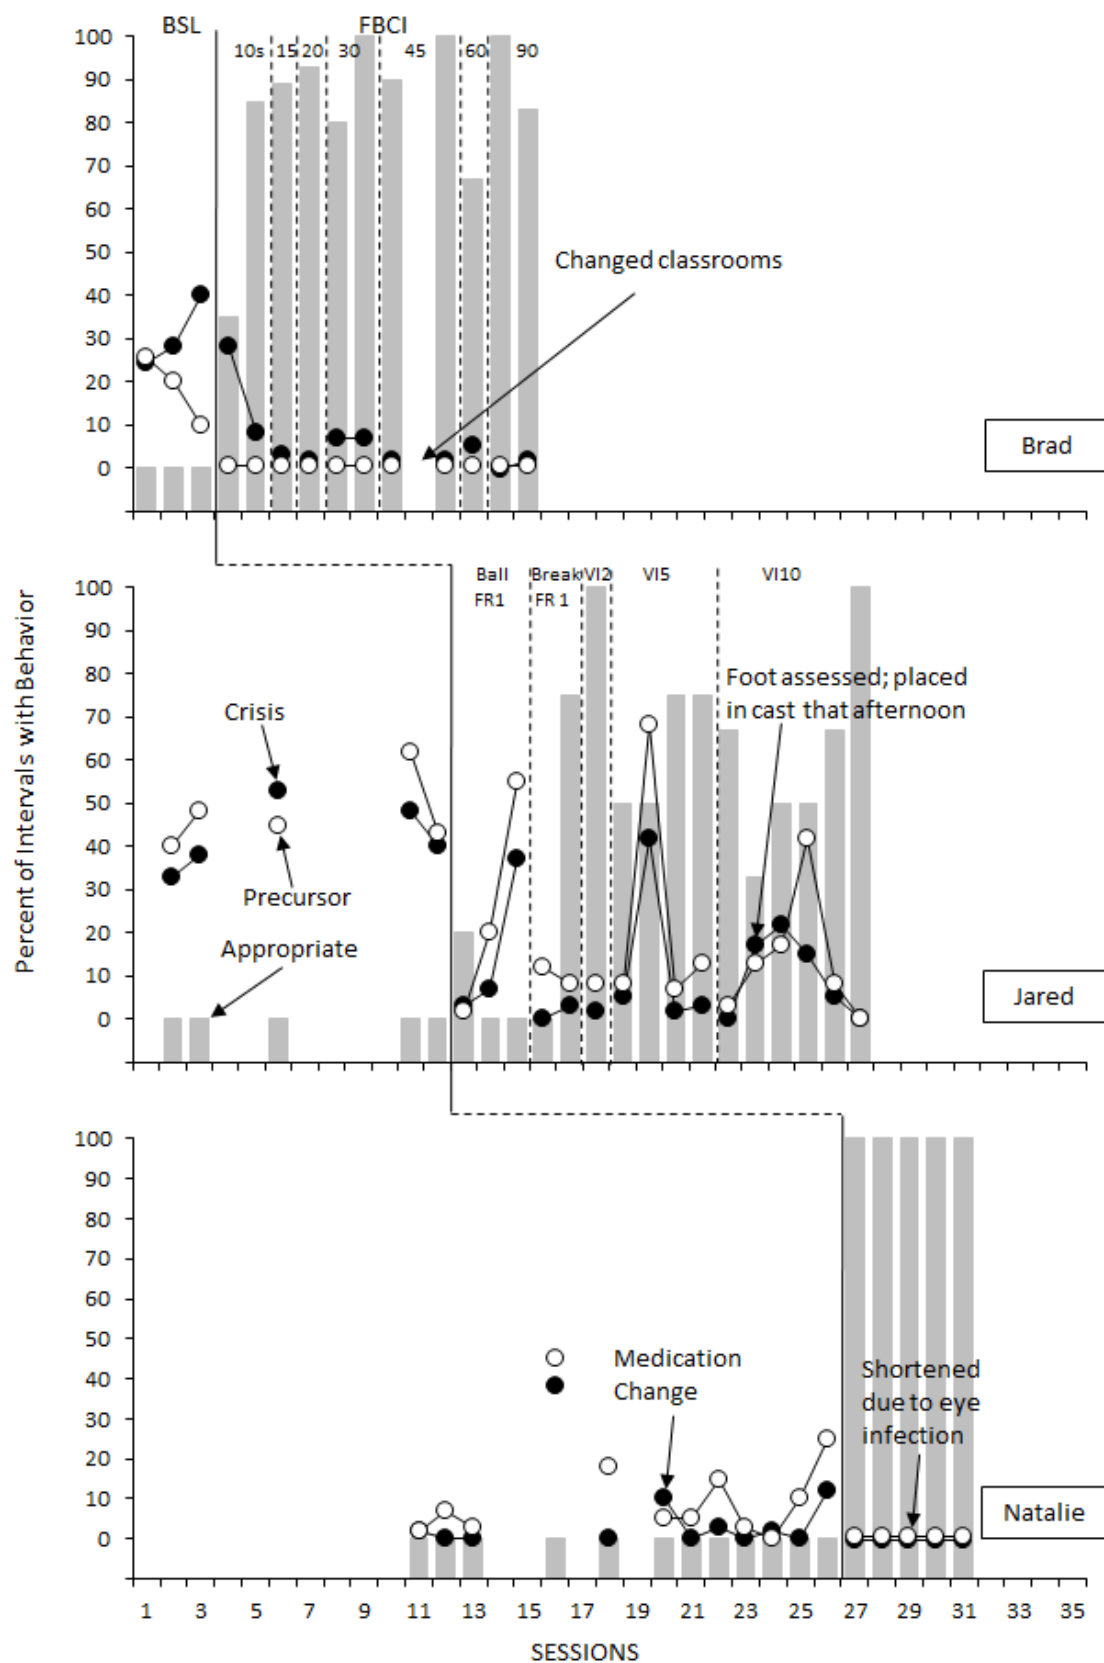 BSL FBCI
10s 15 20 30 45 60 90
100
90
80
70
60
50
40
30
20
10
0
Changed classrooms
Brad
Percent of Intervals with Behavior
Ball
FR1
Break
FR 1
VI2
VI5
VI10
100
90
80
70
60
50
40
30
20
10
0
Crisis
Precursor
Appropriate
Foot assessed; placed
in cast that afternoon
Jared
100
90
80
70
60
50
40
30
20
10
0
Medication
Change
Shortened
due to eye
infection
Natalie
1 3 5 7 9 11 13 15 17 19 21 23 25 27 29 31 33 35
SESSIONS